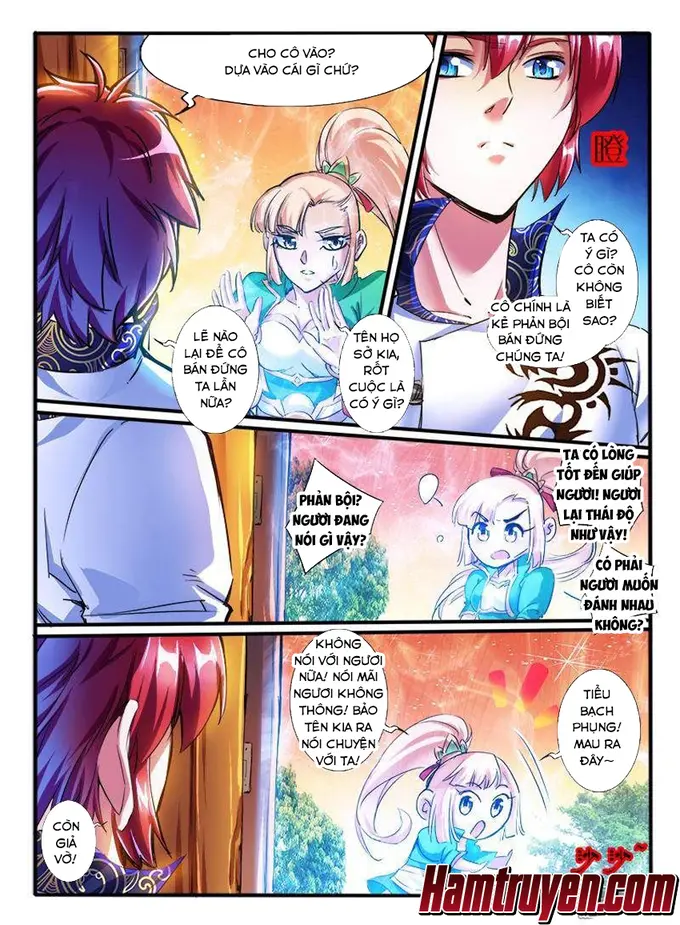 CHO CÔ VÀO?
DỰA VÀO CÁI GÌ CHỨ?
瞪
TA CÓ
Ý GÌ?
CÔ CÒN
KHÔNG
BIẾT
SAO?
CÔ CHÍNH LÀ
KẺ PHẢN BỘI
BÁN ĐỨNG
CHÚNG TA!
LẼ NÀO
LẠI ĐỂ CÔ
BÁN ĐỨNG
TA LẦN
NỮA?
TÊN HỌ
SỞ KIA,
RỐT
CUỘC LÀ
CÓ Ý GÌ?
PHẢN BỘI?
NGƯƠI ĐANG
NÓI GÌ VẬY?
TA CÓ LÒNG
TỐT ĐẾN GIÚP
NGƯƠI! NGƯƠI
LẠI THÁI ĐỘ
NHƯ VẬY!
CÓ PHẢI
NGƯƠI MUỐN
ĐÁNH NHAU
KHÔNG?
KHÔNG
NÓI VỚI NGƯƠI
NỮA! NÓI MÃI
NGƯƠI KHÔNG
THÔNG! BẢO
TÊN KIA RA
NÓI CHUYỆN
VỚI TA!
TIỂU
BẠCH
PHỤNG!
MAU RA
ĐÂY~
CÒN
GIẢ
VỜ!
Hamtruyen.com